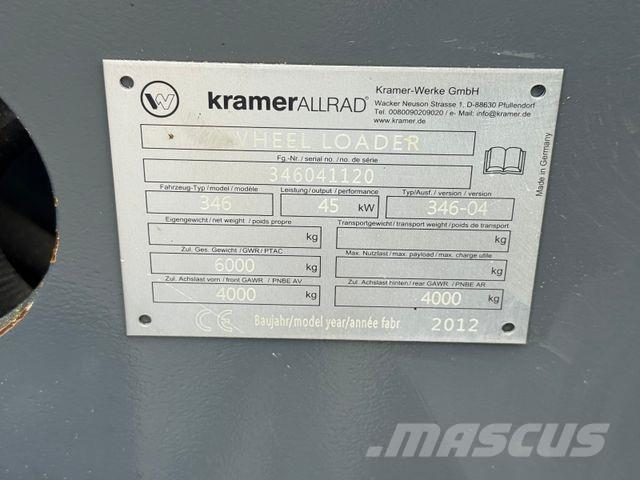 kramerALLRAD®
Kramer-Werke GmbH
Wacker Neuson Strasse 1, D-88630 Pfullendorf
Tel. 0080090209020 / e- Mail: info@kramer.de
www.kramer.de
WHEEL LOADER
Fg.-Nr./ serial no. /no. de série
346041120
Made in Germany
Fahrzeug-Typ / model / modèle
346
Leistung / output / performance
45 kW
Typ/Ausf. / version / version
346-04
Eigengewicht / net weight / poids propre
kg
Transportgewicht / transport weight / poids de transport
kg
Zul. Ges. Gewicht / GWR/ PTAC
6000 kg
Max. Nutzlast / max. payload / max. charge utile
kg
Zul. Achslast vorn / front GAWR / PNBE AV
4000 kg
Zul. Achslast hinten / rear GAWR / PNBE AR
4000 kg
CE Baujahr/model year/année fabr 2012
MASCUS